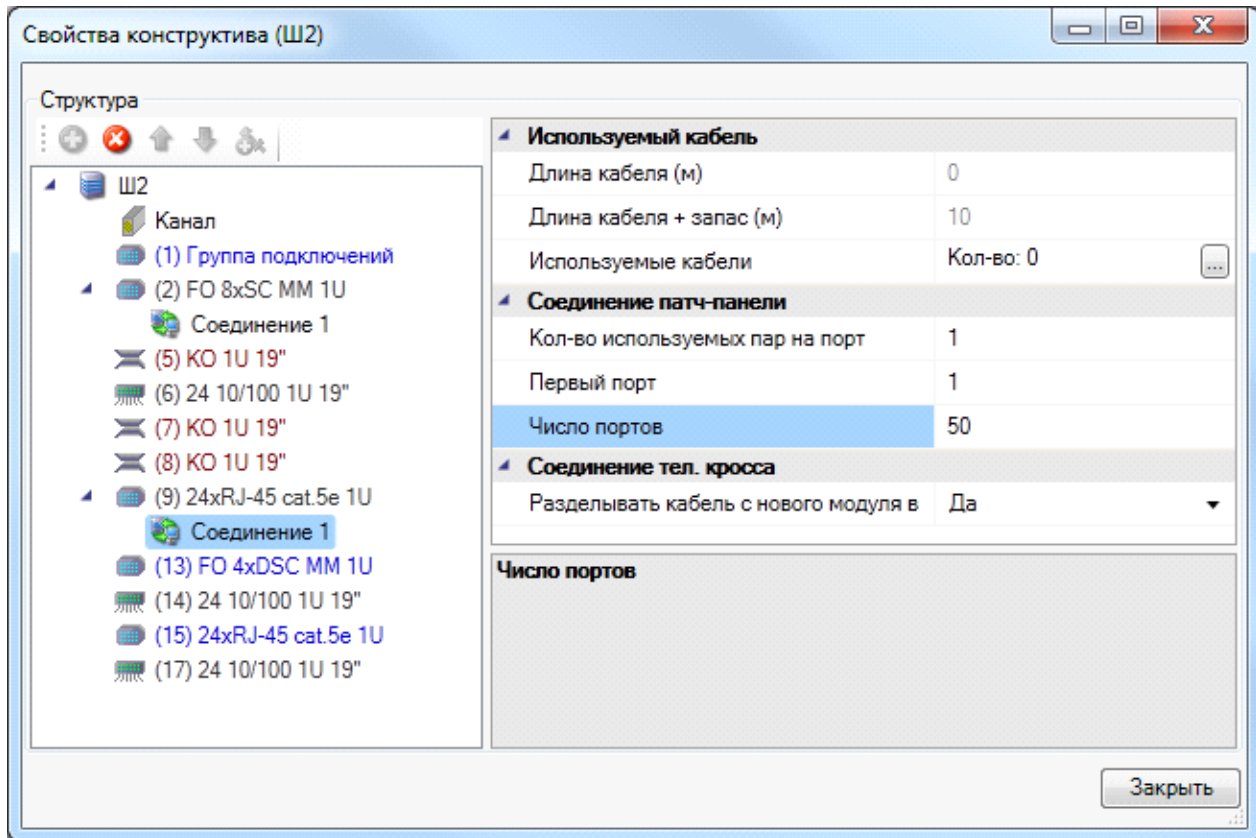 Свойства конструктива (Ш2)
Структура
Ш2
Канал
(1) Группа подключений
(2) FO 8xSC MM 1U
Соединение 1
(5) КО 1U 19"
(6) 24 10/100 1U 19"
(7) КО 1U 19"
(8) КО 1U 19"
(9) 24xRJ-45 cat.5e 1U
Соединение 1
(13) FO 4xDSC MM 1U
(14) 24 10/100 1U 19"
(15) 24xRJ-45 cat.5e 1U
(17) 24 10/100 1U 19"
Используемый кабель
Длина кабеля (м) 0
Длина кабеля + запас (м) 10
Используемые кабели Кол-во: 0 ...
Соединение патч-панели
Кол-во используемых пар на порт 1
Первый порт 1
Число портов 50
Соединение тел. кросса
Разделывать кабель с нового модуля в Да
Число портов
Закрыть